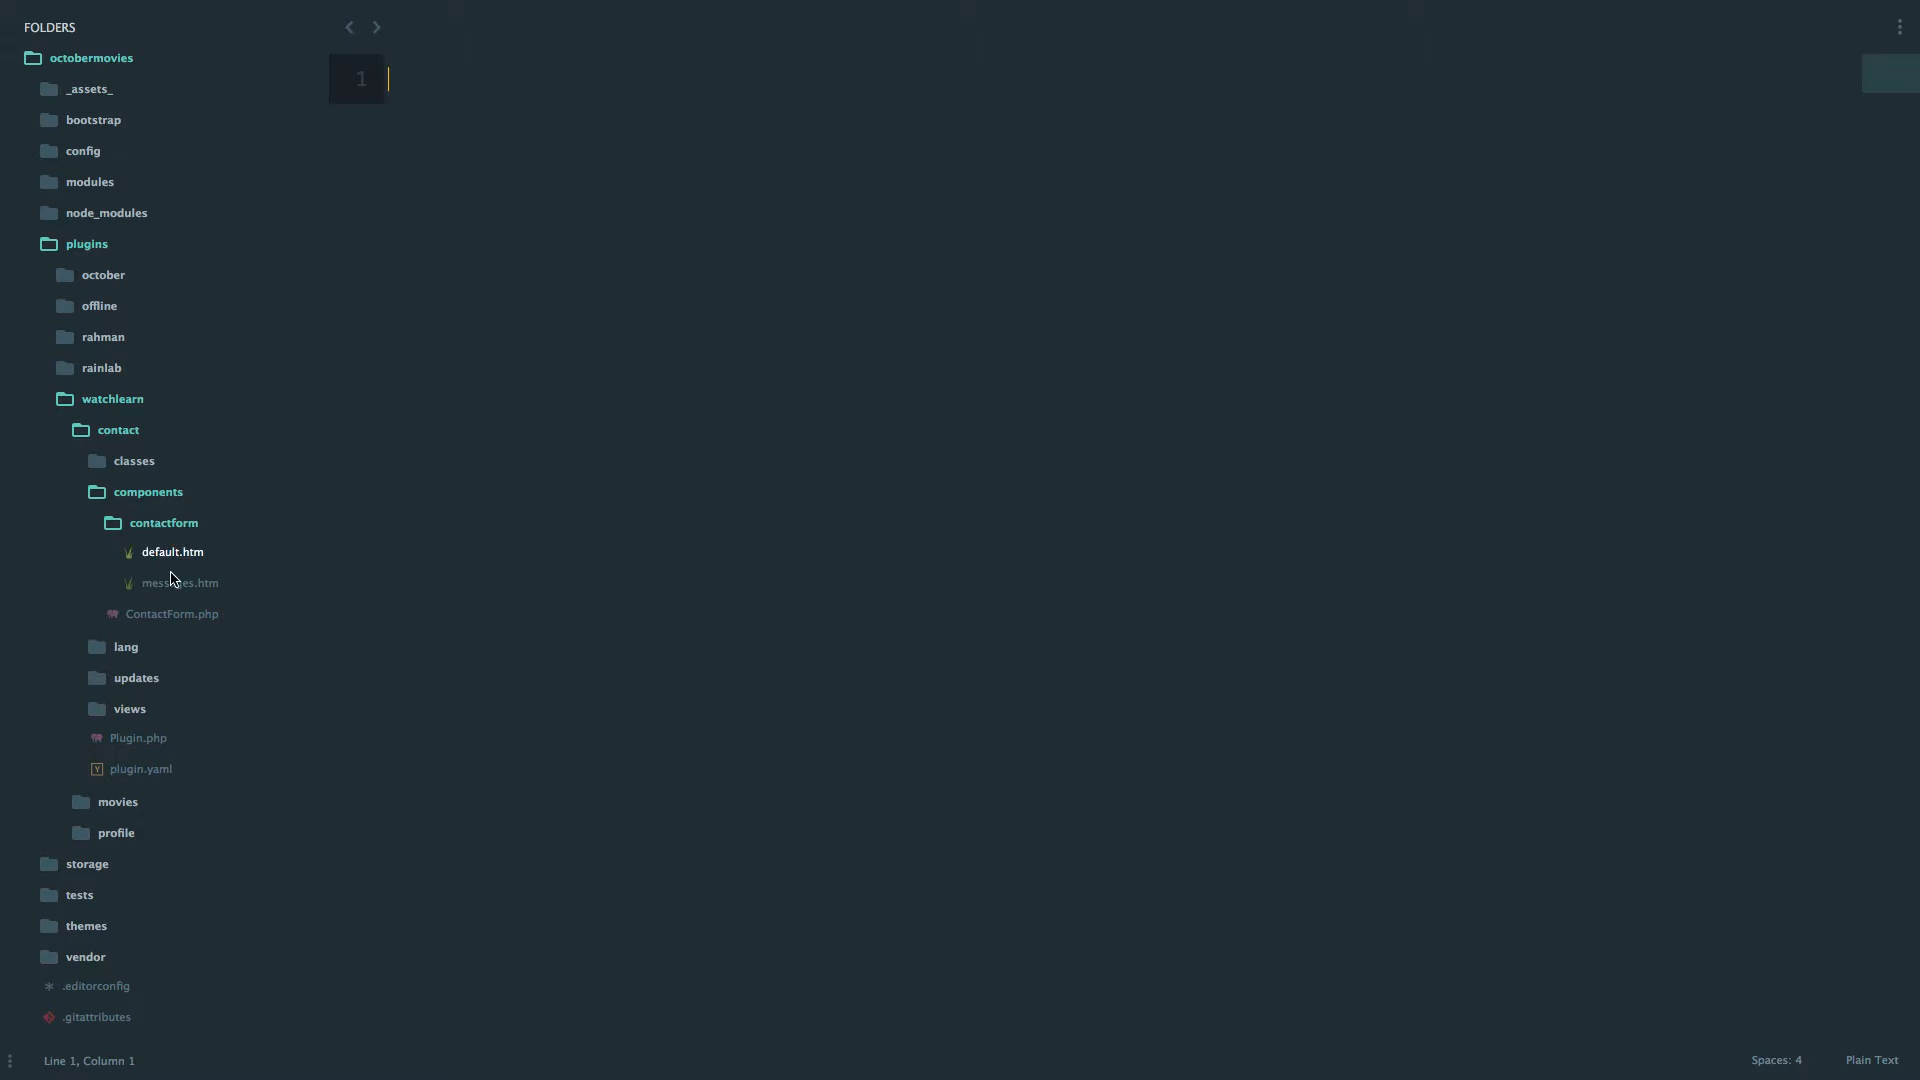 FOLDERS
octobermovies
_assets_
bootstrap
config
modules
node_modules
plugins
october
offline
rahman
rainlab
watchlearn
contact
classes
components
contactform
default.htm
messages.htm
ContactForm.php
lang
updates
views
Plugin.php
plugin.yaml
movies
profile
storage
tests
themes
vendor
.editorconfig
.gitattributes
1
Line 1, Column 1
Spaces: 4
Plain Text